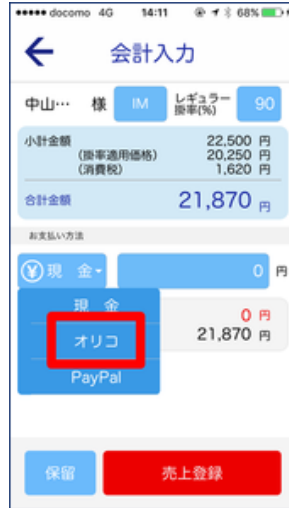 docomo 4G 14:11 68%
会計入力
中山… 様 IM レギュラー掛率(%) 90
小計金額 22,500 円
(掛率適用価格) 20,250 円
(消費税) 1,620 円
合計金額 21,870 円
お支払い方法
¥現 金 0 円
現 金
0 円
オリコ
21,870 円
PayPal
保留 売上登録